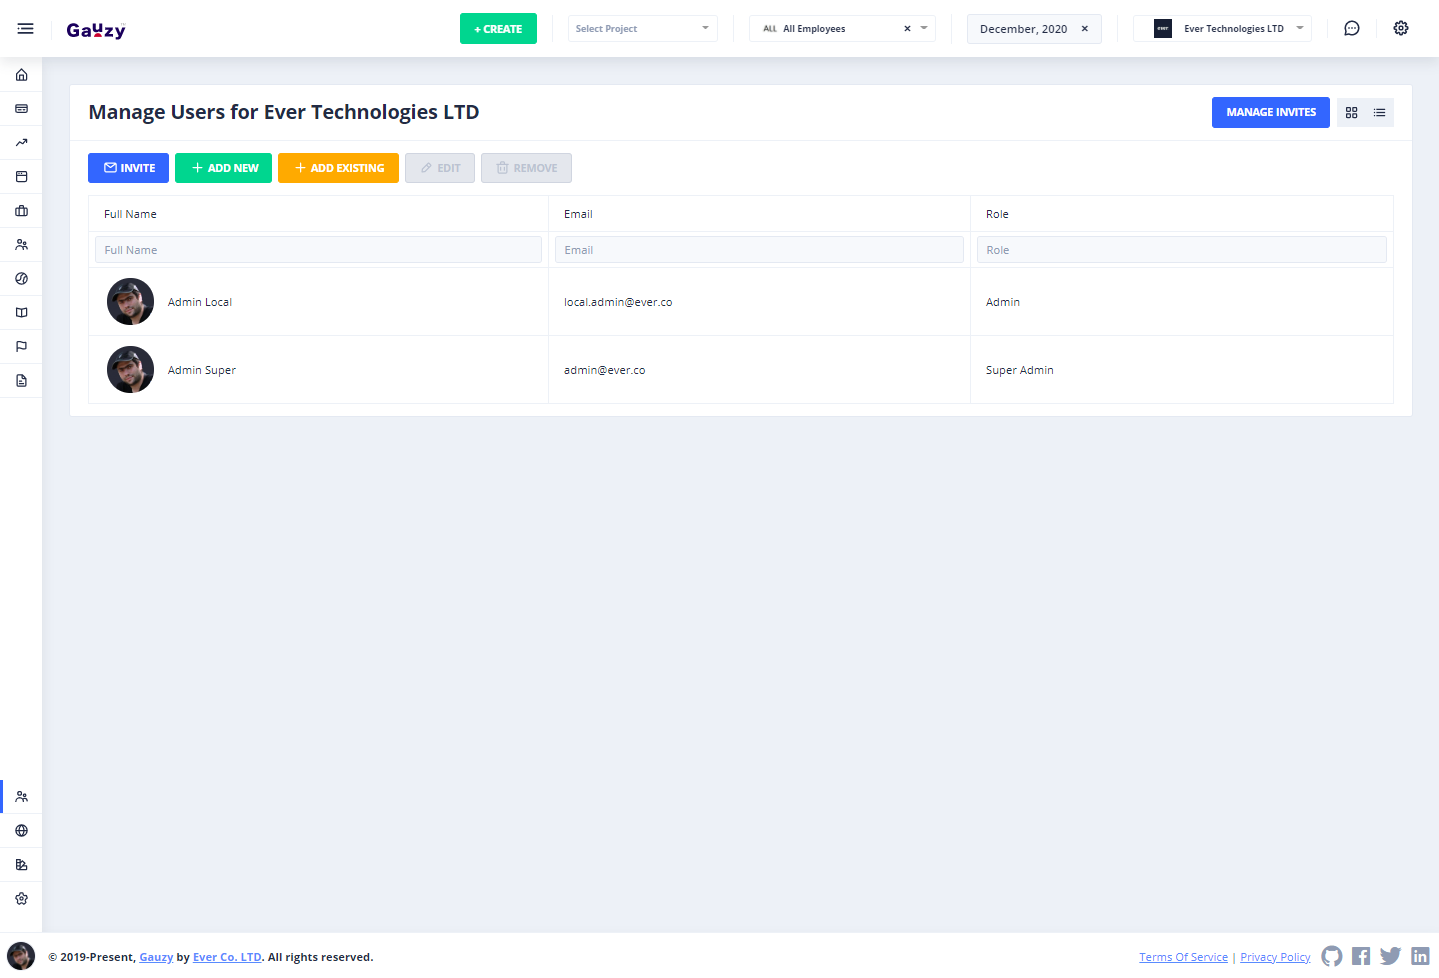 Gauzy
+ CREATE
Select Project
ALL All Employees ×
December, 2020 ×
ever Ever Technologies LTD
Manage Users for Ever Technologies LTD
MANAGE INVITES
INVITE
ADD NEW
ADD EXISTING
EDIT
REMOVE
Full Name Email Role
Full Name Email Role
Admin Local local.admin@ever.co Admin
Admin Super admin@ever.co Super Admin
© 2019-Present, Gauzy by Ever Co. LTD. All rights reserved.
Terms Of Service | Privacy Policy